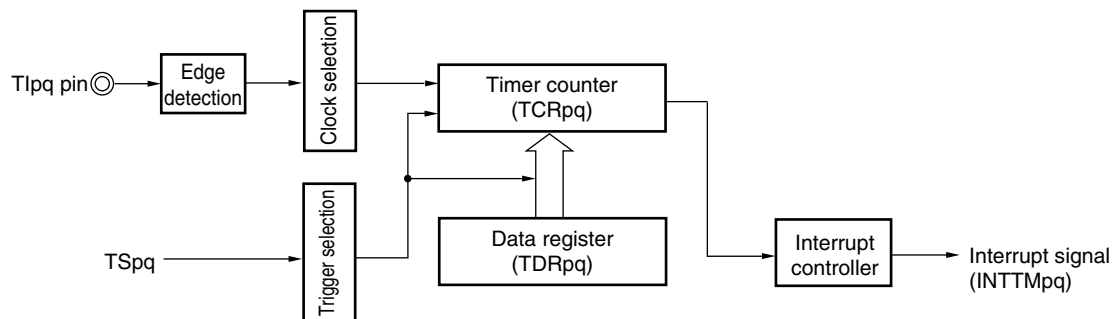 TIpq pin
Edge
detection
Clock selection
Timer counter
(TCRpq)
TSpq
Trigger selection
Data register
(TDRpq)
Interrupt
controller
Interrupt signal
(INTTMpq)